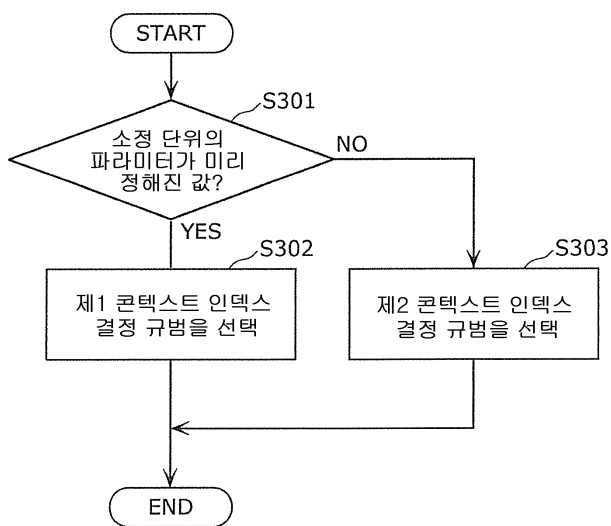 START
S301
소정 단위의
파라미터가 미리
정해진 값?
NO
YES
S302
S303
제1 콘텍스트 인덱스
결정 규범을 선택
제2 콘텍스트 인덱스
결정 규범을 선택
END